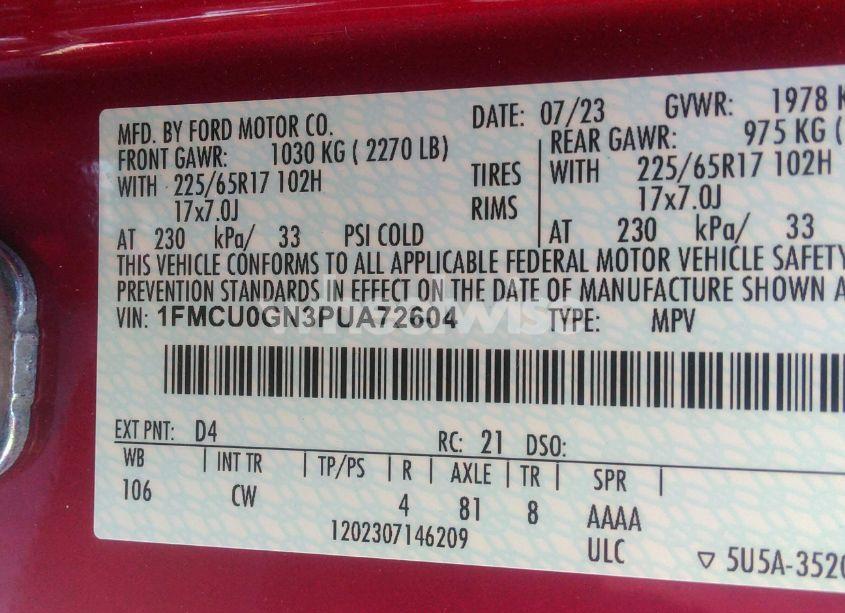 MFD. BY FORD MOTOR CO. DATE: 07/23 GVWR: 1978 K
FRONT GAWR: 1030 KG ( 2270 LB) REAR GAWR: 975 KG (
WITH 225/65R17 102H TIRES WITH 225/65R17 102H
17x7.0J RIMS 17x7.0J
AT 230 kPa/ 33 PSI COLD AT 230 kPa/ 33
THIS VEHICLE CONFORMS TO ALL APPLICABLE FEDERAL MOTOR VEHICLE SAFETY
PREVENTION STANDARDS IN EFFECT ON THE DATE OF MANUFACTURE SHOWN A
VIN: 1FMCU0GN3PUA72604 TYPE: MPV
EXT PNT: D4 RC: 21 DSO:
WB | INT TR | TP/PS | R | AXLE | TR | SPR |
106 CW 4 81 8 AAAA
1202307146209 ULC ▽ 5U5A-3520